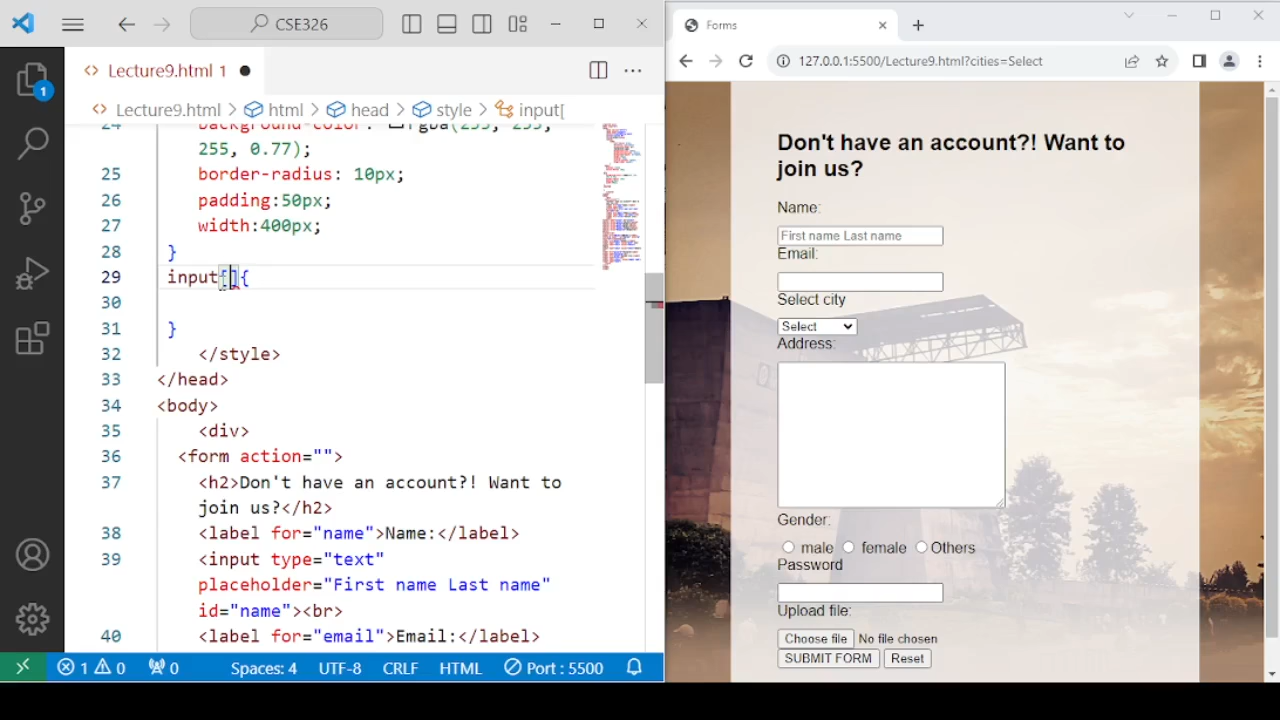 CSE326
Lecture9.html 1
Lecture9.html > html > head > style > input[
24 background-color: rgba(255, 255,
255, 0.77);
25 border-radius: 10px;
26 padding:50px;
27 width:400px;
28 }
29 input[]{
30
31 }
32 </style>
33 </head>
34 <body>
35 <div>
36 <form action="">
37 <h2>Don't have an account?! Want to
join us?</h2>
38 <label for="name">Name:</label>
39 <input type="text"
placeholder="First name Last name"
id="name"><br>
40 <label for="email">Email:</label>
1
1 0 0 Spaces: 4 UTF-8 CRLF HTML Port : 5500
Forms
127.0.0.1:5500/Lecture9.html?cities=Select
Don't have an account?! Want to
join us?
Name:
First name Last name
Email:
Select city
Select
Address:
Gender:
male female Others
Password
Upload file:
Choose file No file chosen
SUBMIT FORM Reset